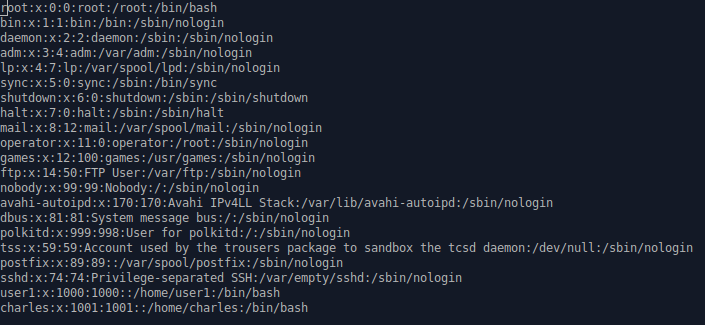 root:x:0:0:root:/root:/bin/bash
bin:x:1:1:bin:/bin:/sbin/nologin
daemon:x:2:2:daemon:/sbin:/sbin/nologin
adm:x:3:4:adm:/var/adm:/sbin/nologin
lp:x:4:7:lp:/var/spool/lpd:/sbin/nologin
sync:x:5:0:sync:/sbin:/bin/sync
shutdown:x:6:0:shutdown:/sbin:/sbin/shutdown
halt:x:7:0:halt:/sbin:/sbin/halt
mail:x:8:12:mail:/var/spool/mail:/sbin/nologin
operator:x:11:0:operator:/root:/sbin/nologin
games:x:12:100:games:/usr/games:/sbin/nologin
ftp:x:14:50:FTP User:/var/ftp:/sbin/nologin
nobody:x:99:99:Nobody:/:/sbin/nologin
avahi-autoipd:x:170:170:Avahi IPv4LL Stack:/var/lib/avahi-autoipd:/sbin/nologin
dbus:x:81:81:System message bus:/:/sbin/nologin
polkitd:x:999:998:User for polkitd:/:/sbin/nologin
tss:x:59:59:Account used by the trousers package to sandbox the tcsd daemon:/dev/null:/sbin/nologin
postfix:x:89:89::/var/spool/postfix:/sbin/nologin
sshd:x:74:74:Privilege-separated SSH:/var/empty/sshd:/sbin/nologin
user1:x:1000:1000::/home/user1:/bin/bash
charles:x:1001:1001::/home/charles:/bin/bash